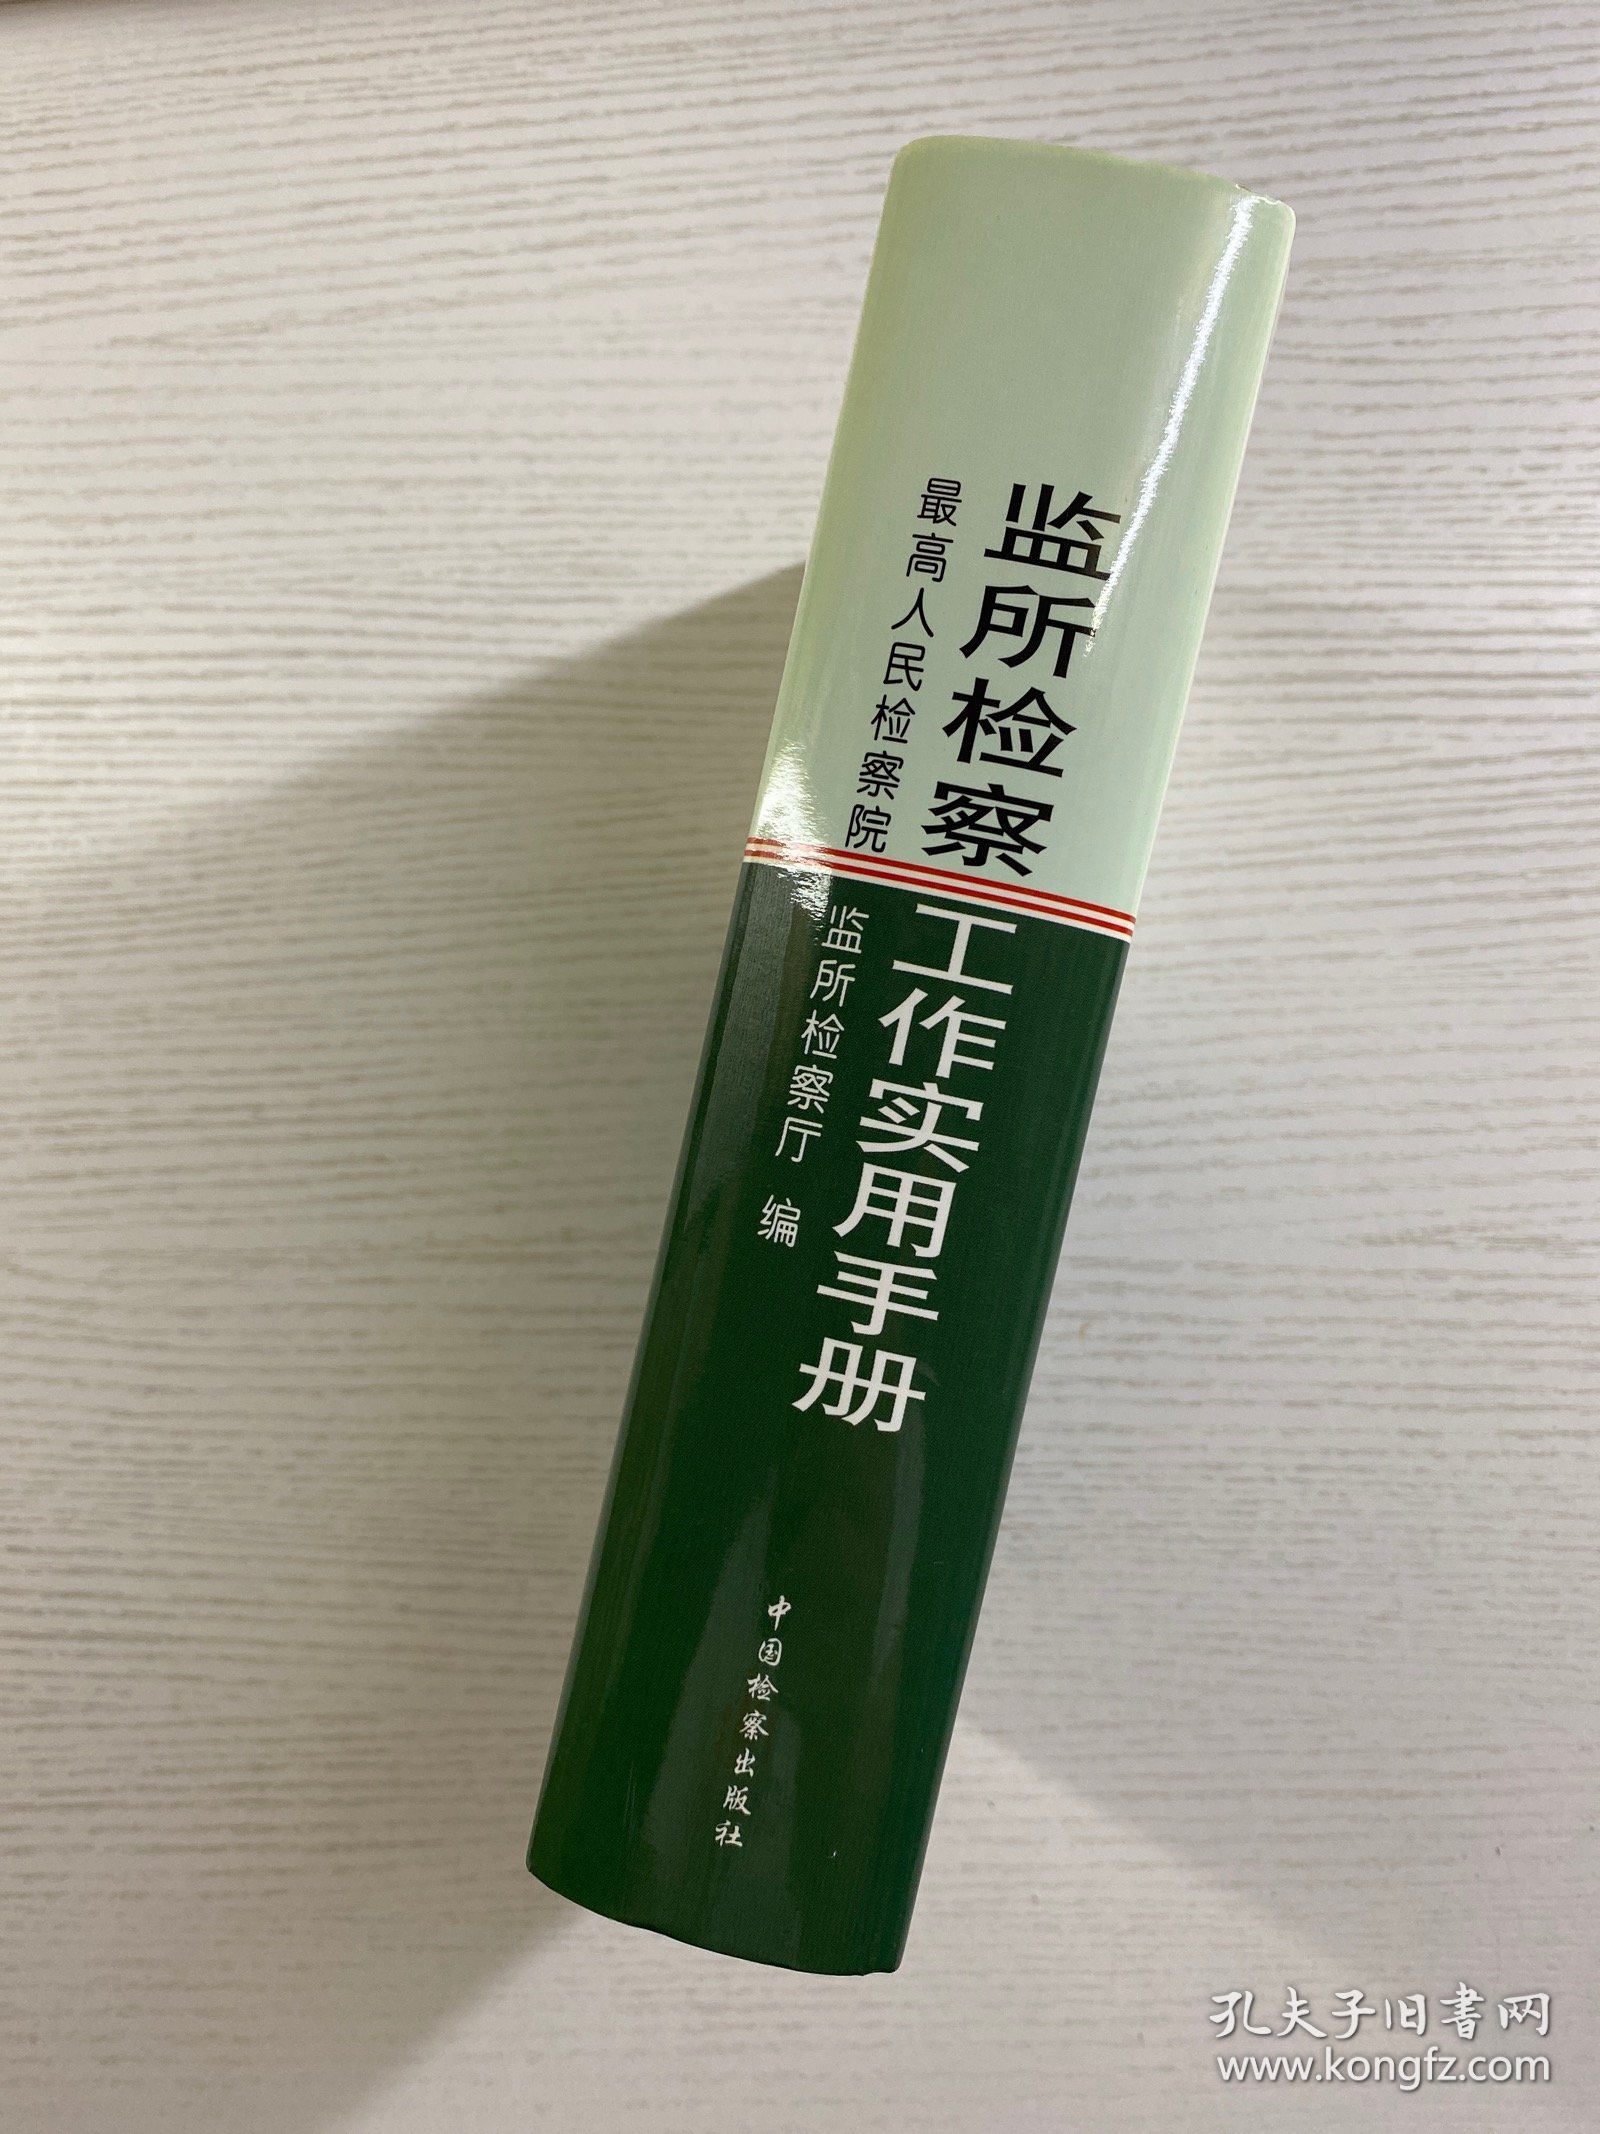 监所检察工作实用手册
最高人民检察院监所检察厅 编
中国检察出版社
孔夫子旧书网
www.kongfz.com